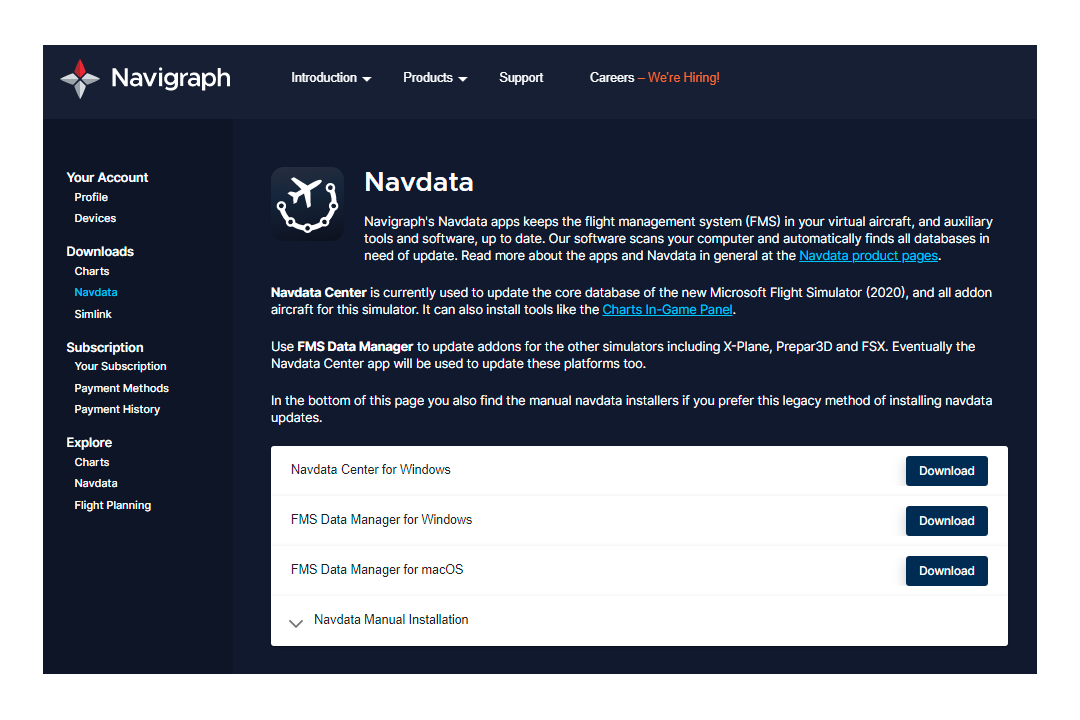 Navigraph
Introduction
Products
Support
Careers – We're Hiring!
Your Account
Profile
Devices
Downloads
Charts
Navdata
Simlink
Subscription
Your Subscription
Payment Methods
Payment History
Explore
Charts
Navdata
Flight Planning
Navdata
Navigraph's Navdata apps keeps the flight management system (FMS) in your virtual aircraft, and auxiliary
tools and software, up to date. Our software scans your computer and automatically finds all databases in
need of update. Read more about the apps and Navdata in general at the Navdata product pages.
Navdata Center is currently used to update the core database of the new Microsoft Flight Simulator (2020), and all addon
aircraft for this simulator. It can also install tools like the Charts In-Game Panel.
Use FMS Data Manager to update addons for the other simulators including X-Plane, Prepar3D and FSX. Eventually the
Navdata Center app will be used to update these platforms too.
In the bottom of this page you also find the manual navdata installers if you prefer this legacy method of installing navdata
updates.
Navdata Center for Windows
Download
FMS Data Manager for Windows
Download
FMS Data Manager for macOS
Download
Navdata Manual Installation